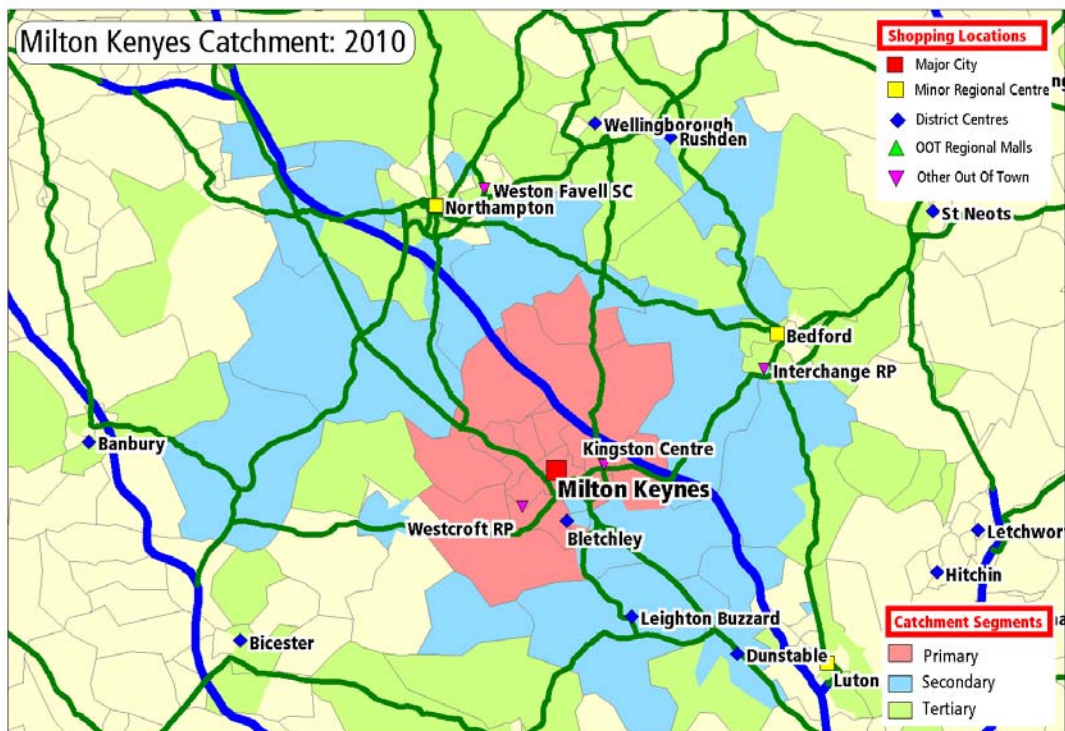 Milton Kenyes Catchment: 2010
Shopping Locations
Major City
Minor Regional Centre
District Centres
OOT Regional Malls
Other Out Of Town
Wellingborough
Rushden
Weston Favell SC
Northampton
St Neots
Bedford
Interchange RP
Banbury
Kingston Centre
Milton Keynes
Westcroft RP
Bletchley
Letchwor
Hitchin
Leighton Buzzard
Bicester
Dunstable
Luton
Catchment Segments
Primary
Secondary
Tertiary